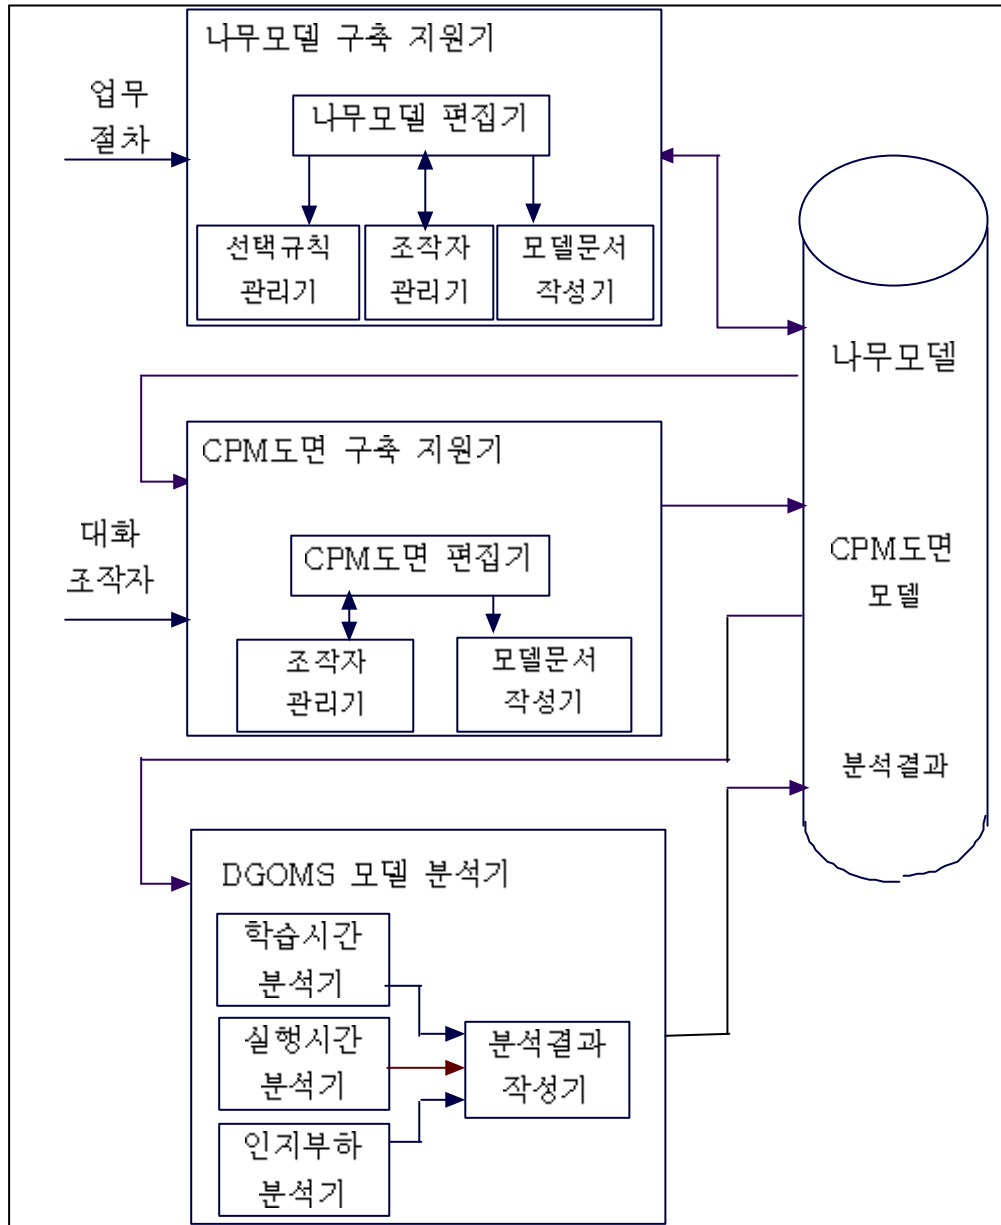 나무모델 구축 지원기
업무
절차
나무모델 편집기
선택규칙
관리기
조작자
관리기
모델문서
작성기
나무모델
CPM도면 구축 지원기
대화
조작자
CPM도면 편집기
조작자
관리기
모델문서
작성기
CPM도면
모델
분석결과
DGOMS 모델 분석기
학습시간
분석기
실행시간
분석기
인지부하
분석기
분석결과
작성기